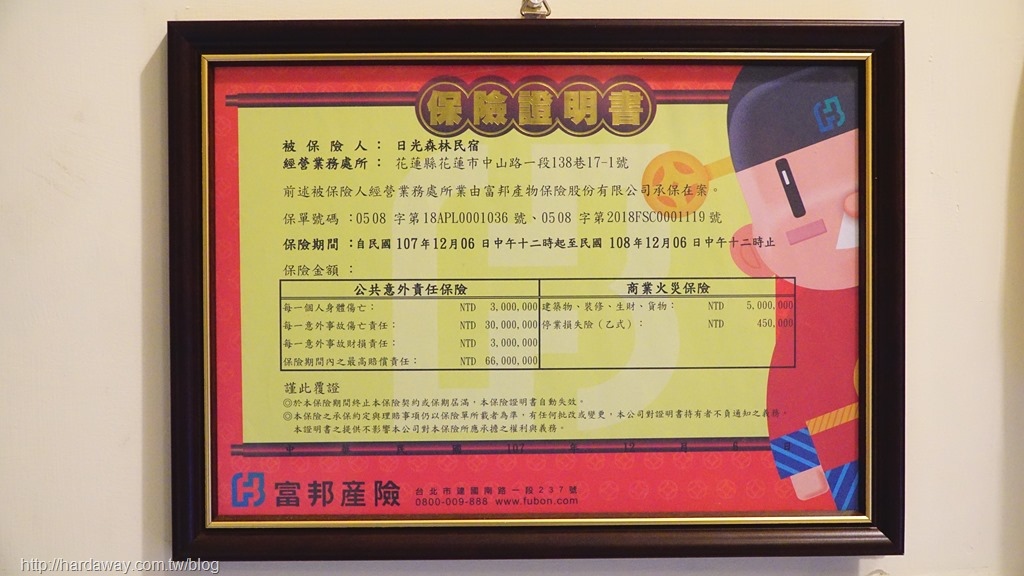 保險證明書
被保險人： 日光森林民宿
經營業務處所： 花蓮縣花蓮市中山路一段138巷17-1號
前述被保險人經營業務處所業由富邦產物保險股份有限公司承保在案。
保單號碼：0508 字第18APL0001036 號、0508 字第2018FSC0001119 號
保險期間：自民國 107年12月06 日中午十二時起至民國 108年12月06 日中午十二時止
保險金額：
公共意外責任保險 商業火災保險
每一個人身體傷亡： NTD 3,000,000 建築物、裝修、生財、貨物： NTD 5,000,000
每一意外事故傷亡責任： NTD 30,000,000 停業損失險（乙式）： NTD 450,000
每一意外事故財損責任： NTD 3,000,000
保險期間內之最高賠償責任： NTD 66,000,000
謹此覆證
◎於本保險期間終止本保險契約或保期屆滿，本保險證明書自動失效。
◎本保險之承保約定與理賠事項仍以保險單所載者為準，有任何批改或變更，本公司對證明書持有者不負通知之義務。
本證明書之提供不影響本公司對本保險所應承擔之權利與義務。
中 華 民 國 107 年 12 月 6 日
富邦產險 台北市建國南路一段237號
0800-009-888 www.fubon.com
http://hardaway.com.tw/blog